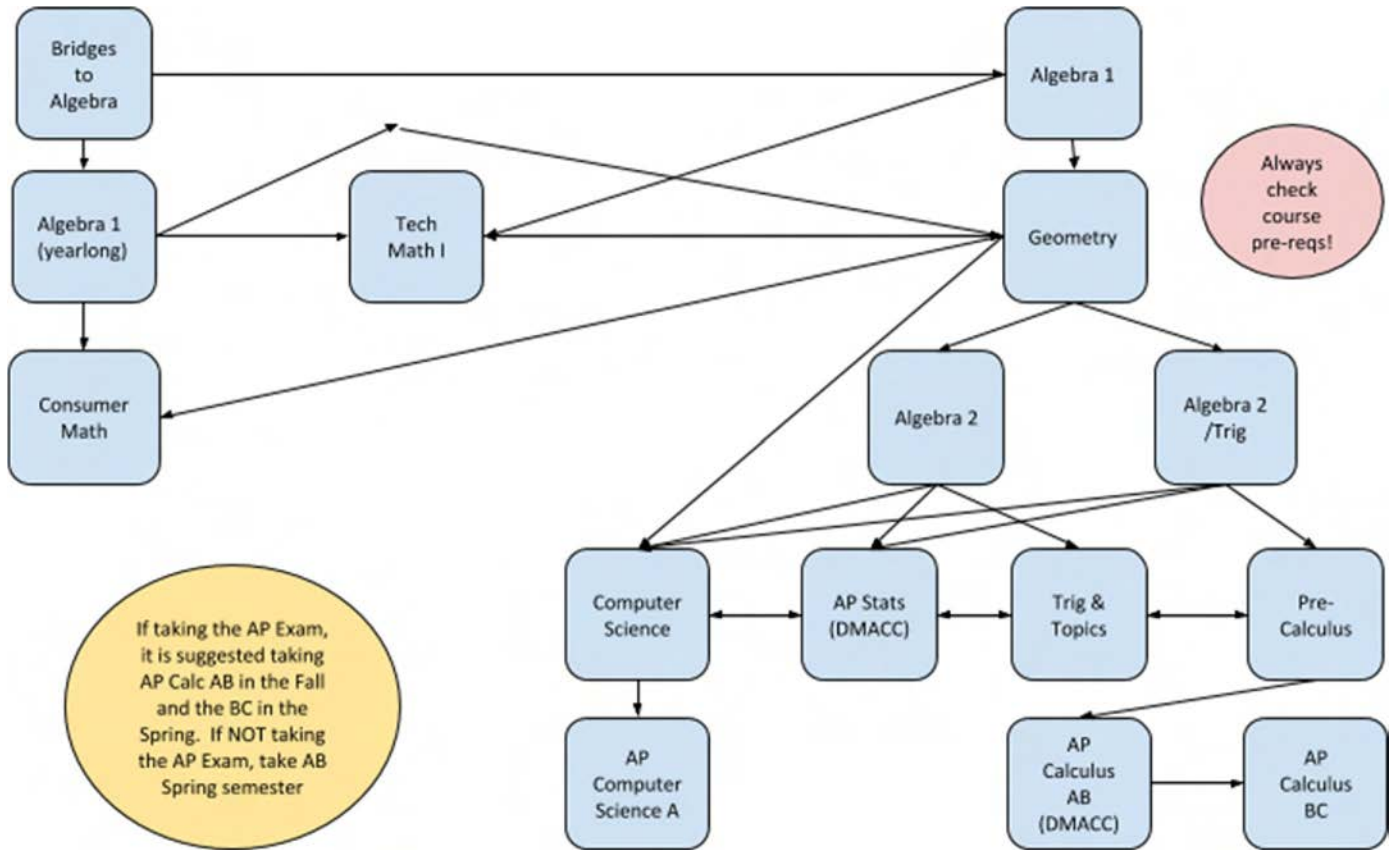 Bridges
to
Algebra
Algebra 1
Algebra 1
(yearlong)
Tech
Math I
Geometry
Always
check
course
pre-reqs!
Consumer
Math
Algebra 2
Algebra 2
/Trig
If taking the AP Exam,
it is suggested taking
AP Calc AB in the Fall
and the BC in the
Spring. If NOT taking
the AP Exam, take AB
Spring semester
Computer
Science
AP Stats
(DMACC)
Trig &
Topics
Pre-
Calculus
AP
Computer
Science A
AP
Calculus
AB
(DMACC)
AP
Calculus
BC